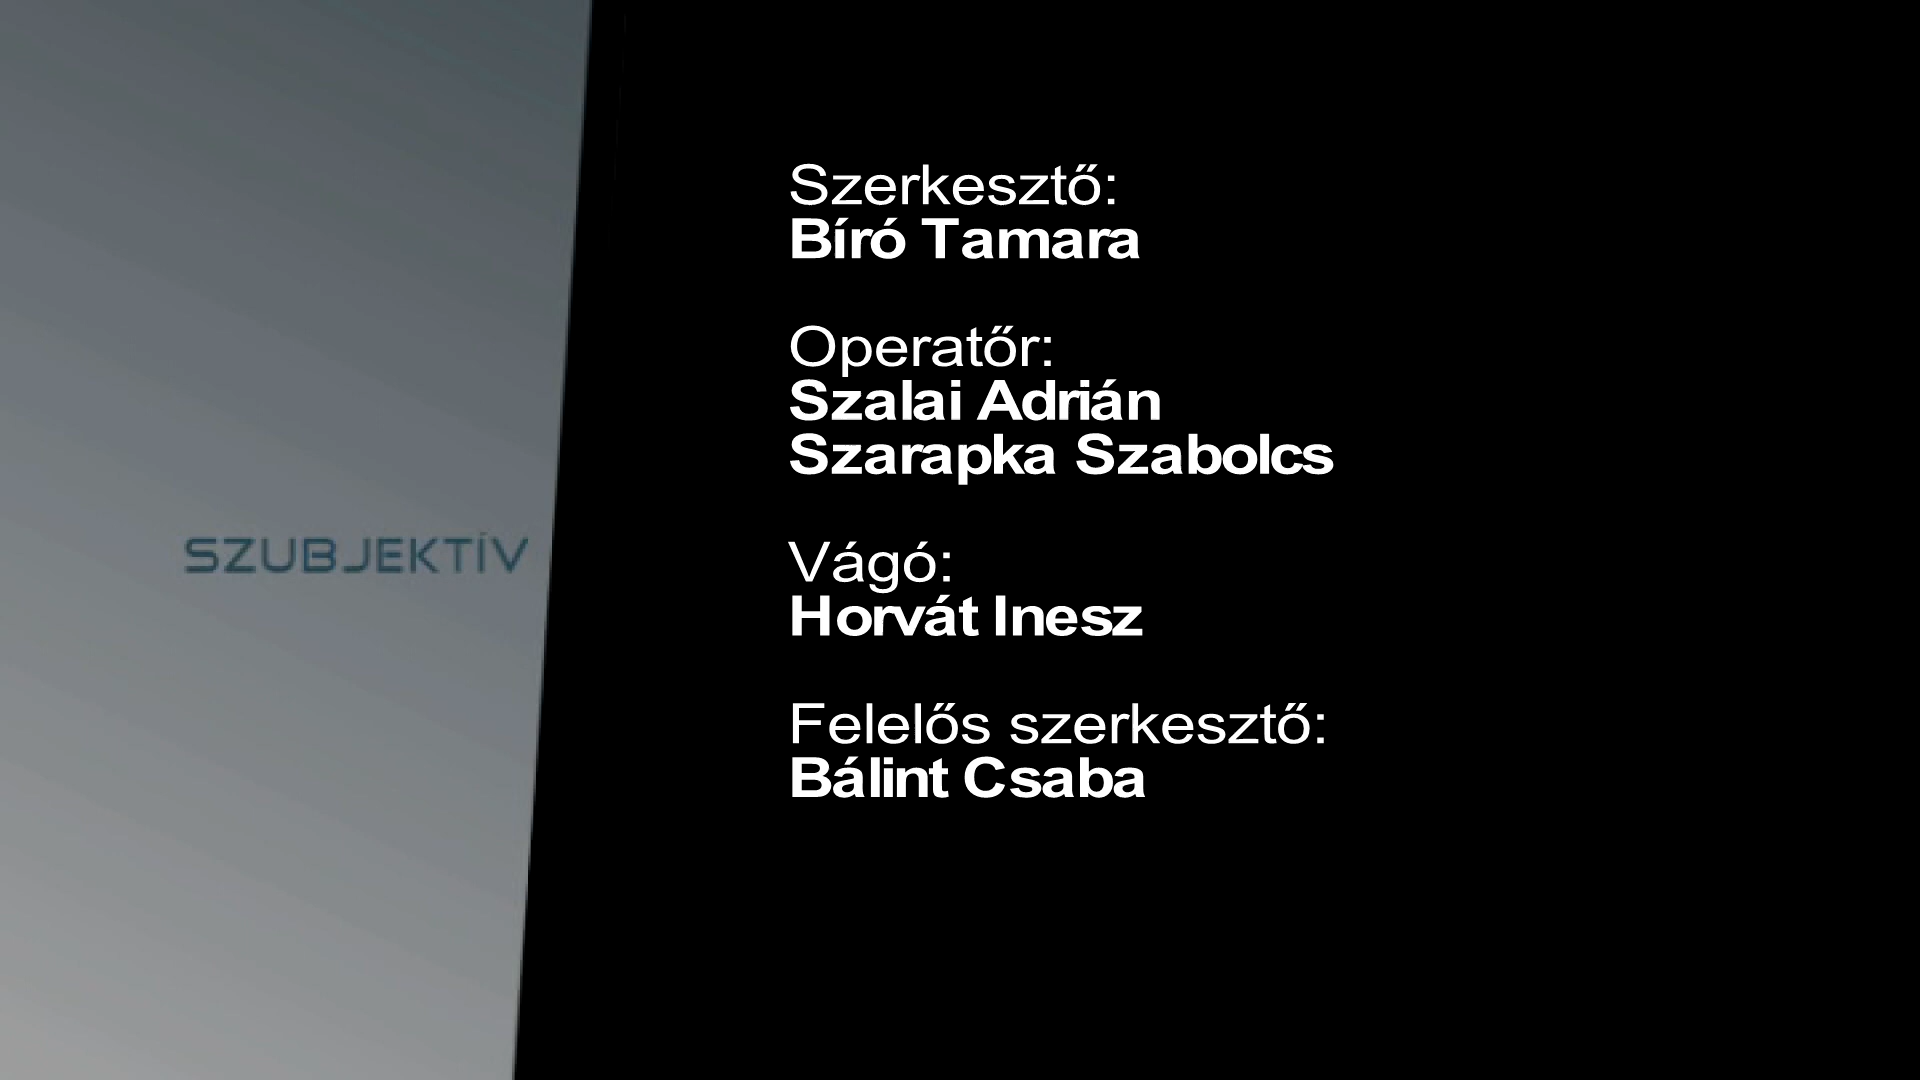 SZUBJEKTÍV
Szerkesztő:
Bíró Tamara
Operatőr:
Szalai Adrián
Szarapka Szabolcs
Vágó:
Horvát Inesz
Felelős szerkesztő:
Bálint Csaba